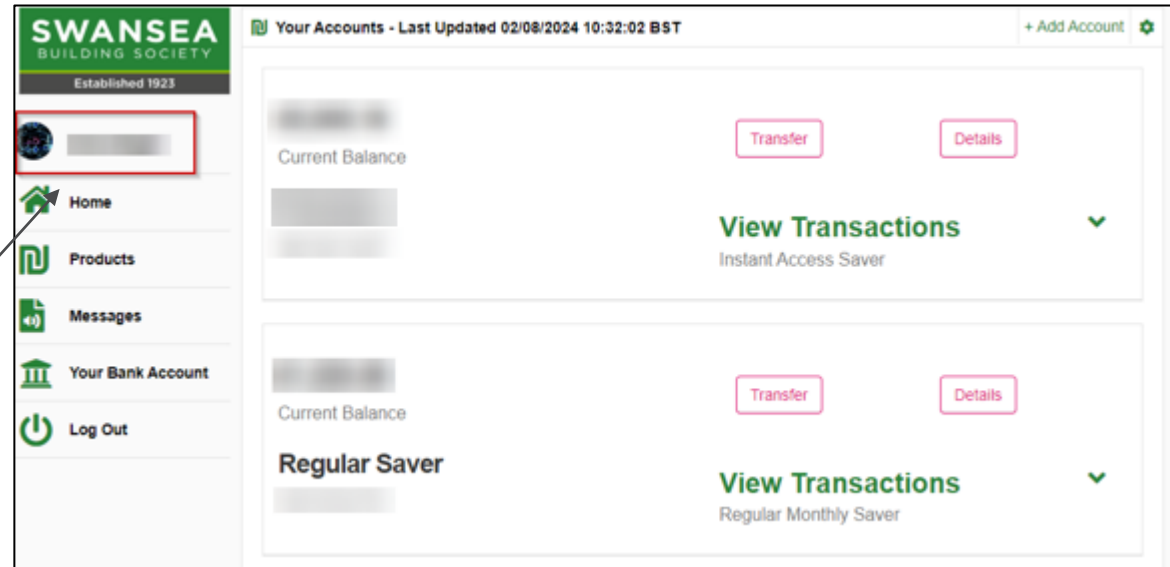 SWANSEA
BUILDING SOCIETY
Established 1923
Home
Products
Messages
Your Bank Account
Log Out
Your Accounts - Last Updated 02/08/2024 10:32:02 BST
+ Add Account
Current Balance
Transfer
Details
View Transactions
Instant Access Saver
Current Balance
Transfer
Details
Regular Saver
View Transactions
Regular Monthly Saver